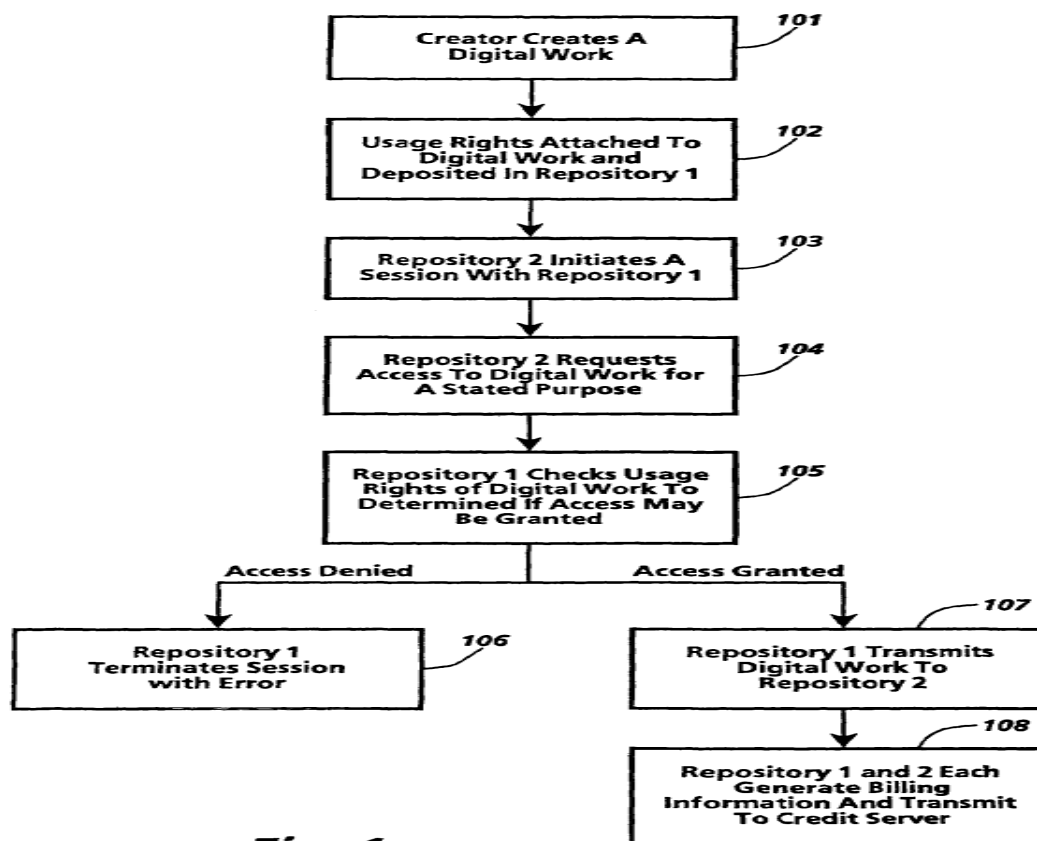 101
Creator Creates A
Digital Work
102
Usage Rights Attached To
Digital Work and
Deposited In Repository 1
103
Repository 2 Initiates A
Session With Repository 1
104
Repository 2 Requests
Access To Digital Work for
A Stated Purpose
105
Repository 1 Checks Usage
Rights of Digital Work To
Determined If Access May
Be Granted
Access Denied
Access Granted
106
Repository 1
Terminates Session
with Error
107
Repository 1 Transmits
Digital Work To
Repository 2
108
Repository 1 and 2 Each
Generate Billing
Information And Transmit
To Credit Server